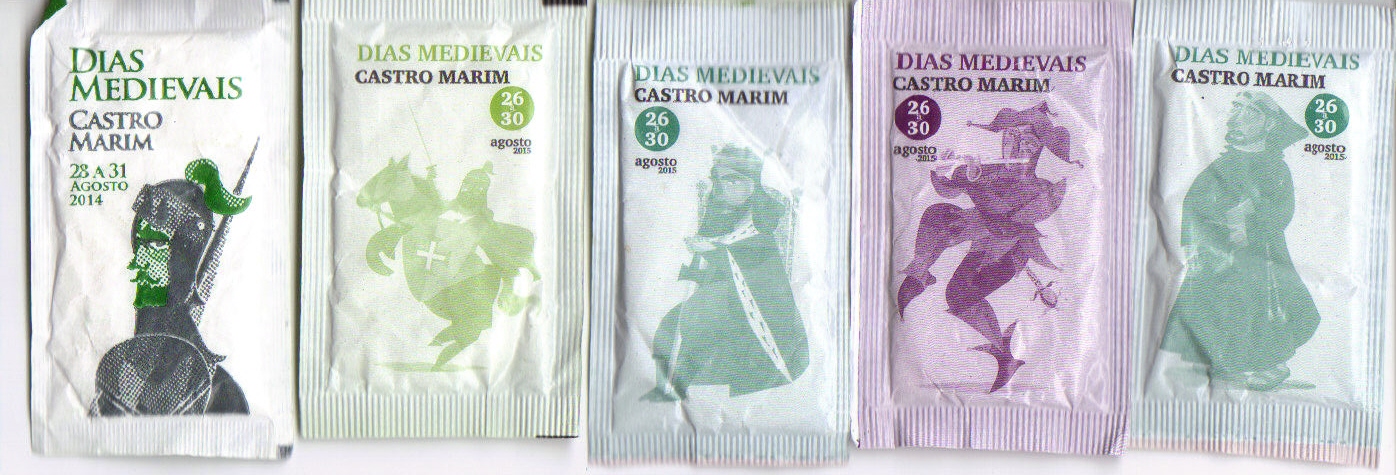 DIAS
MEDIEVAIS
CASTRO
MARIM
28 A 31
AGOSTO
2014
DIAS MEDIEVAIS
CASTRO MARIM
26
a
30
agosto
2015
DIAS MEDIEVAIS
CASTRO MARIM
26
a
30
agosto
2015
DIAS MEDIEVAIS
CASTRO MARIM
26
a
30
agosto
2015
DIAS MEDIEVAIS
CASTRO MARIM
26
a
30
agosto
2015